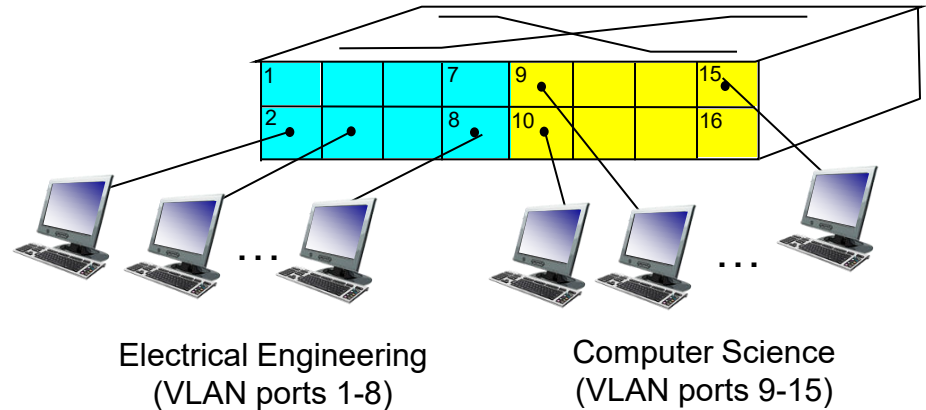 1 7 9 15
2 8 10 16
... ...
Electrical Engineering
(VLAN ports 1-8)
Computer Science
(VLAN ports 9-15)